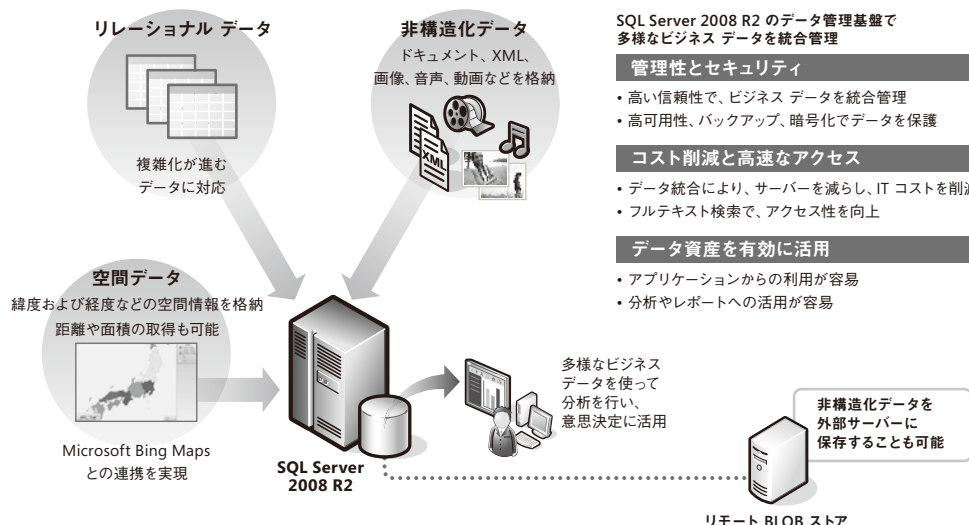 リレーショナル データ
複雑化が進む
データに対応
非構造化データ
ドキュメント、XML、
画像、音声、動画などを格納
XML
空間データ
緯度および経度などの空間情報を格納
距離や面積の取得も可能
Microsoft Bing Maps
との連携を実現
SQL Server
2008 R2
多様なビジネス
データを使って
分析を行い、
意思決定に活用
非構造化データを
外部サーバーに
保存することも可能
リモート BLOB ストア
SQL Server 2008 R2 のデータ管理基盤で
多様なビジネス データを統合管理
管理性とセキュリティ
• 高い信頼性で、ビジネス データを統合管理
• 高可用性、バックアップ、暗号化でデータを保護
コスト削減と高速なアクセス
• データ統合により、サーバーを減らし、IT コストを削減
• フルテキスト検索で、アクセス性を向上
データ資産を有効に活用
• アプリケーションからの利用が容易
• 分析やレポートへの活用が容易